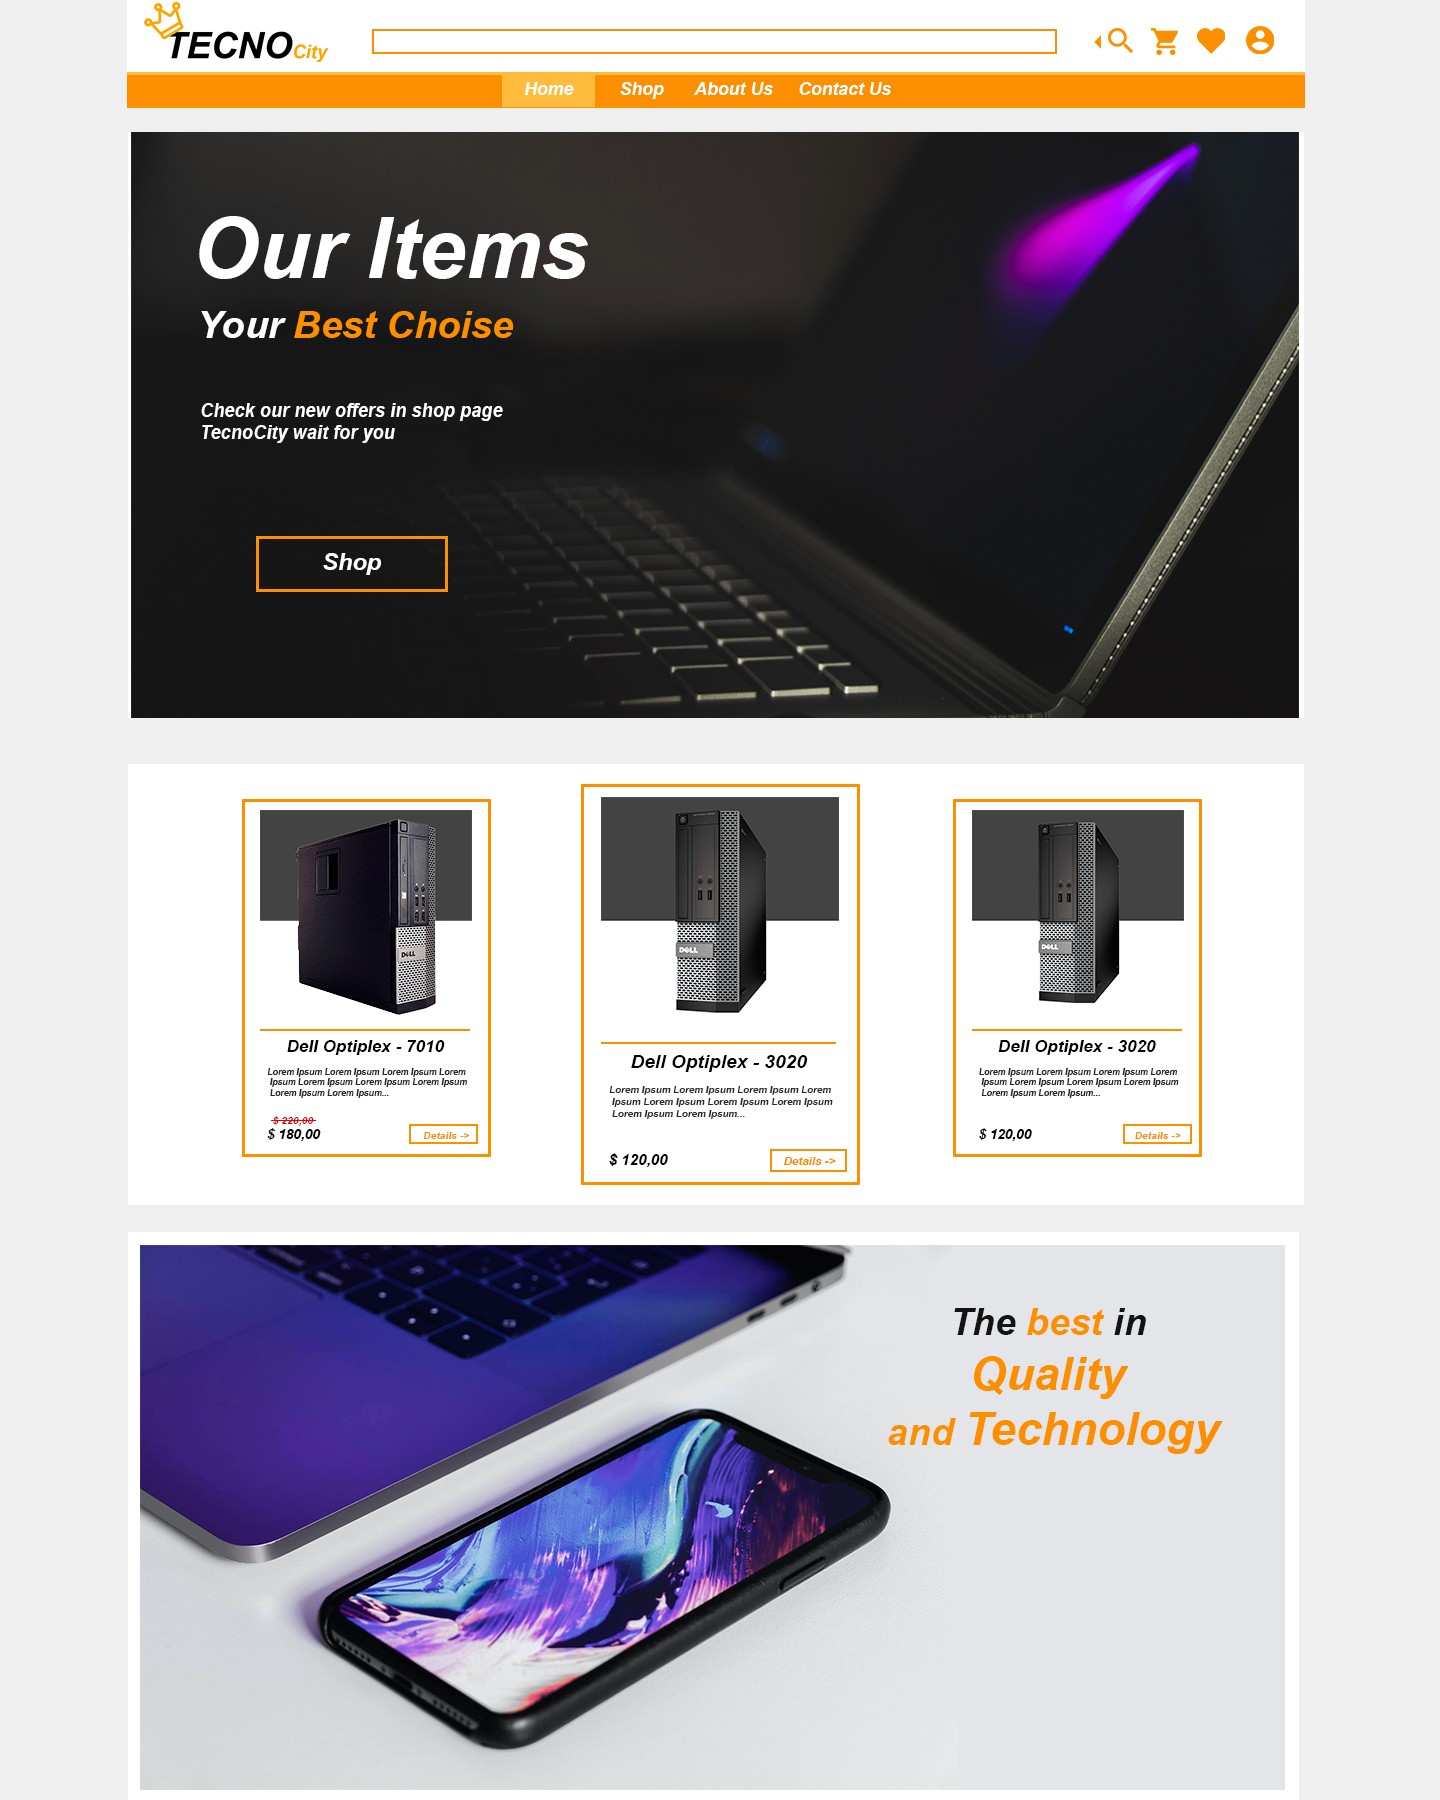 TECNO City
Home Shop About Us Contact Us
Our Items
Your Best Choise
Check our new offers in shop page
TecnoCity wait for you
Shop
DELL
Dell Optiplex - 7010
Lorem Ipsum Lorem Ipsum Lorem Ipsum Lorem
Ipsum Lorem Ipsum Lorem Ipsum Lorem Ipsum
Lorem Ipsum Lorem Ipsum...
$ 220,00
$ 180,00
Details ->
DELL
Dell Optiplex - 3020
Lorem Ipsum Lorem Ipsum Lorem Ipsum Lorem
Ipsum Lorem Ipsum Lorem Ipsum Lorem Ipsum
Lorem Ipsum Lorem Ipsum...
$ 120,00
Details ->
DELL
Dell Optiplex - 3020
Lorem Ipsum Lorem Ipsum Lorem Ipsum Lorem
Ipsum Lorem Ipsum Lorem Ipsum Lorem Ipsum
Lorem Ipsum Lorem Ipsum...
$ 120,00
Details ->
The best in
Quality
and Technology